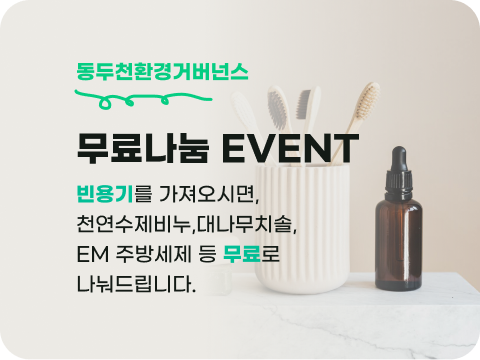 동두천환경거버넌스
무료나눔 EVENT
빈용기를 가져오시면,
천연수제비누,대나무치솔,
EM 주방세제 등 무료로
나눠드립니다.